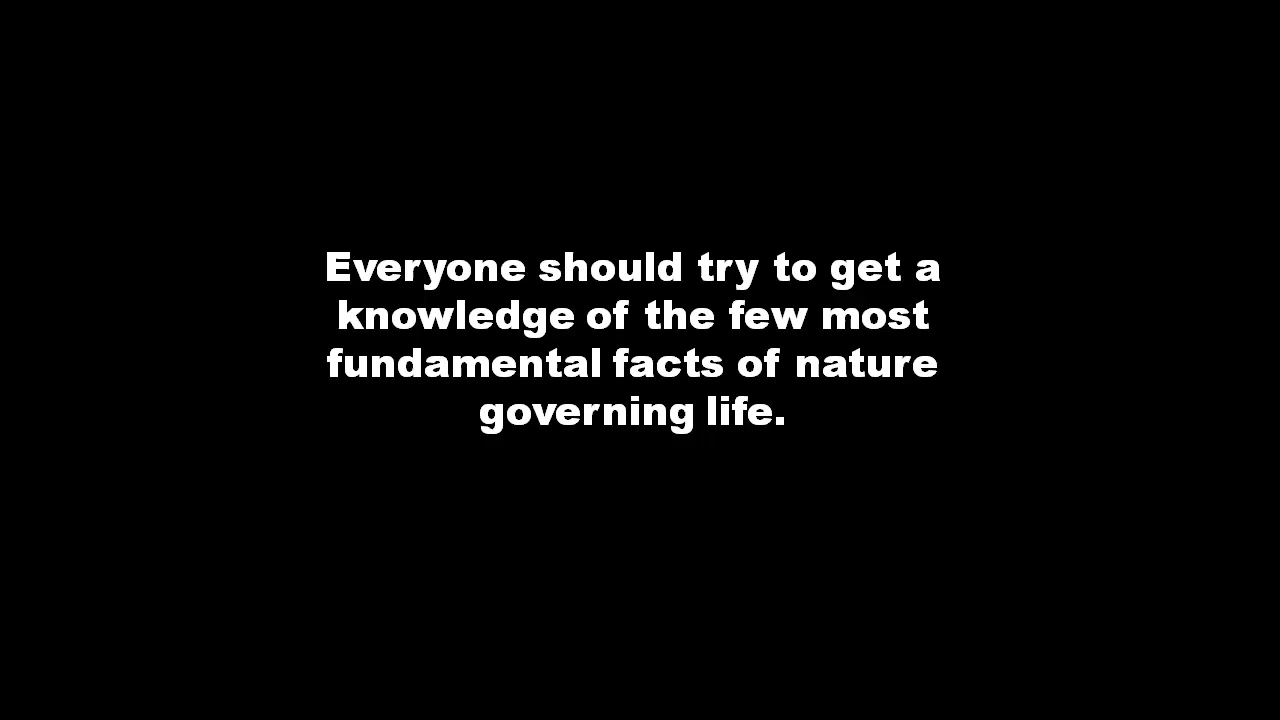 Everyone should try to get a
knowledge of the few most
fundamental facts of nature
governing life.